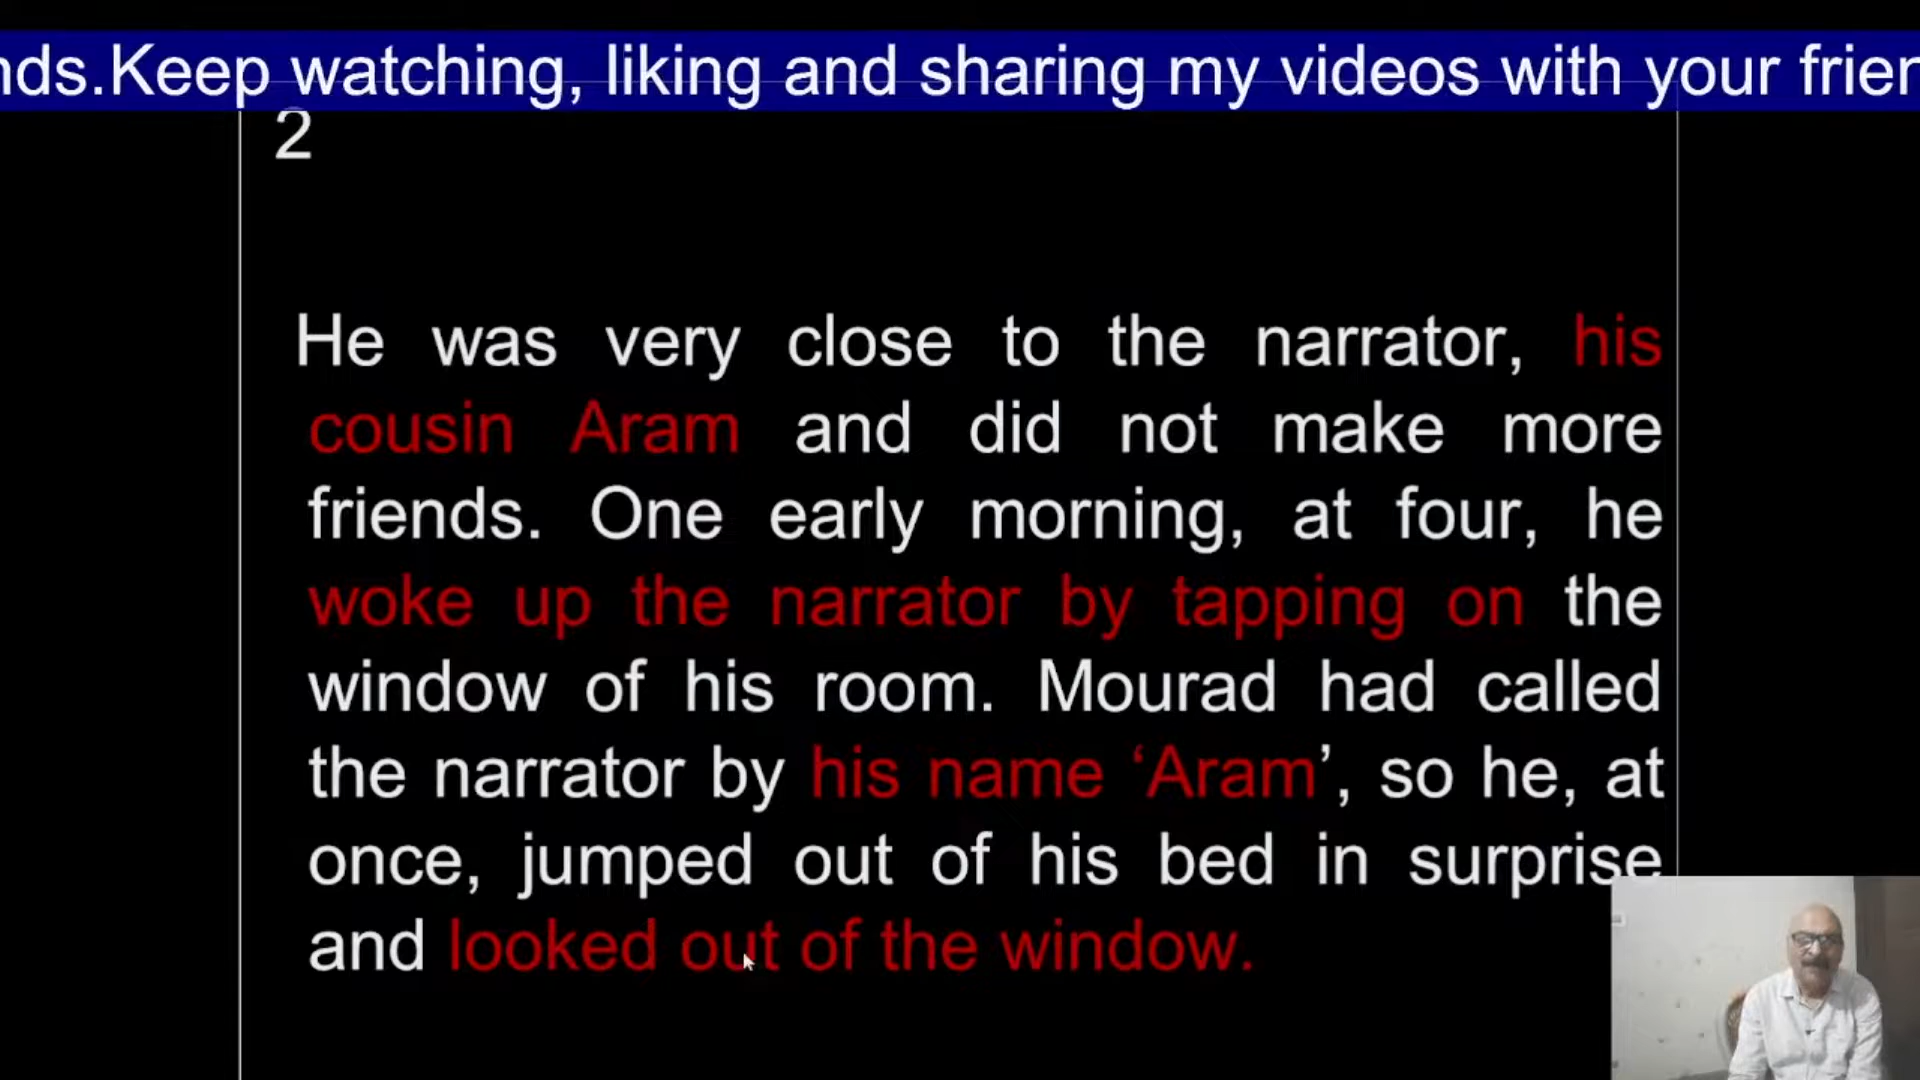 nds.Keep watching, liking and sharing my videos with your frien
2
He was very close to the narrator, his
cousin Aram and did not make more
friends. One early morning, at four, he
woke up the narrator by tapping on the
window of his room. Mourad had called
the narrator by his name ‘Aram’, so he, at
once, jumped out of his bed in surprise
and looked out of the window.